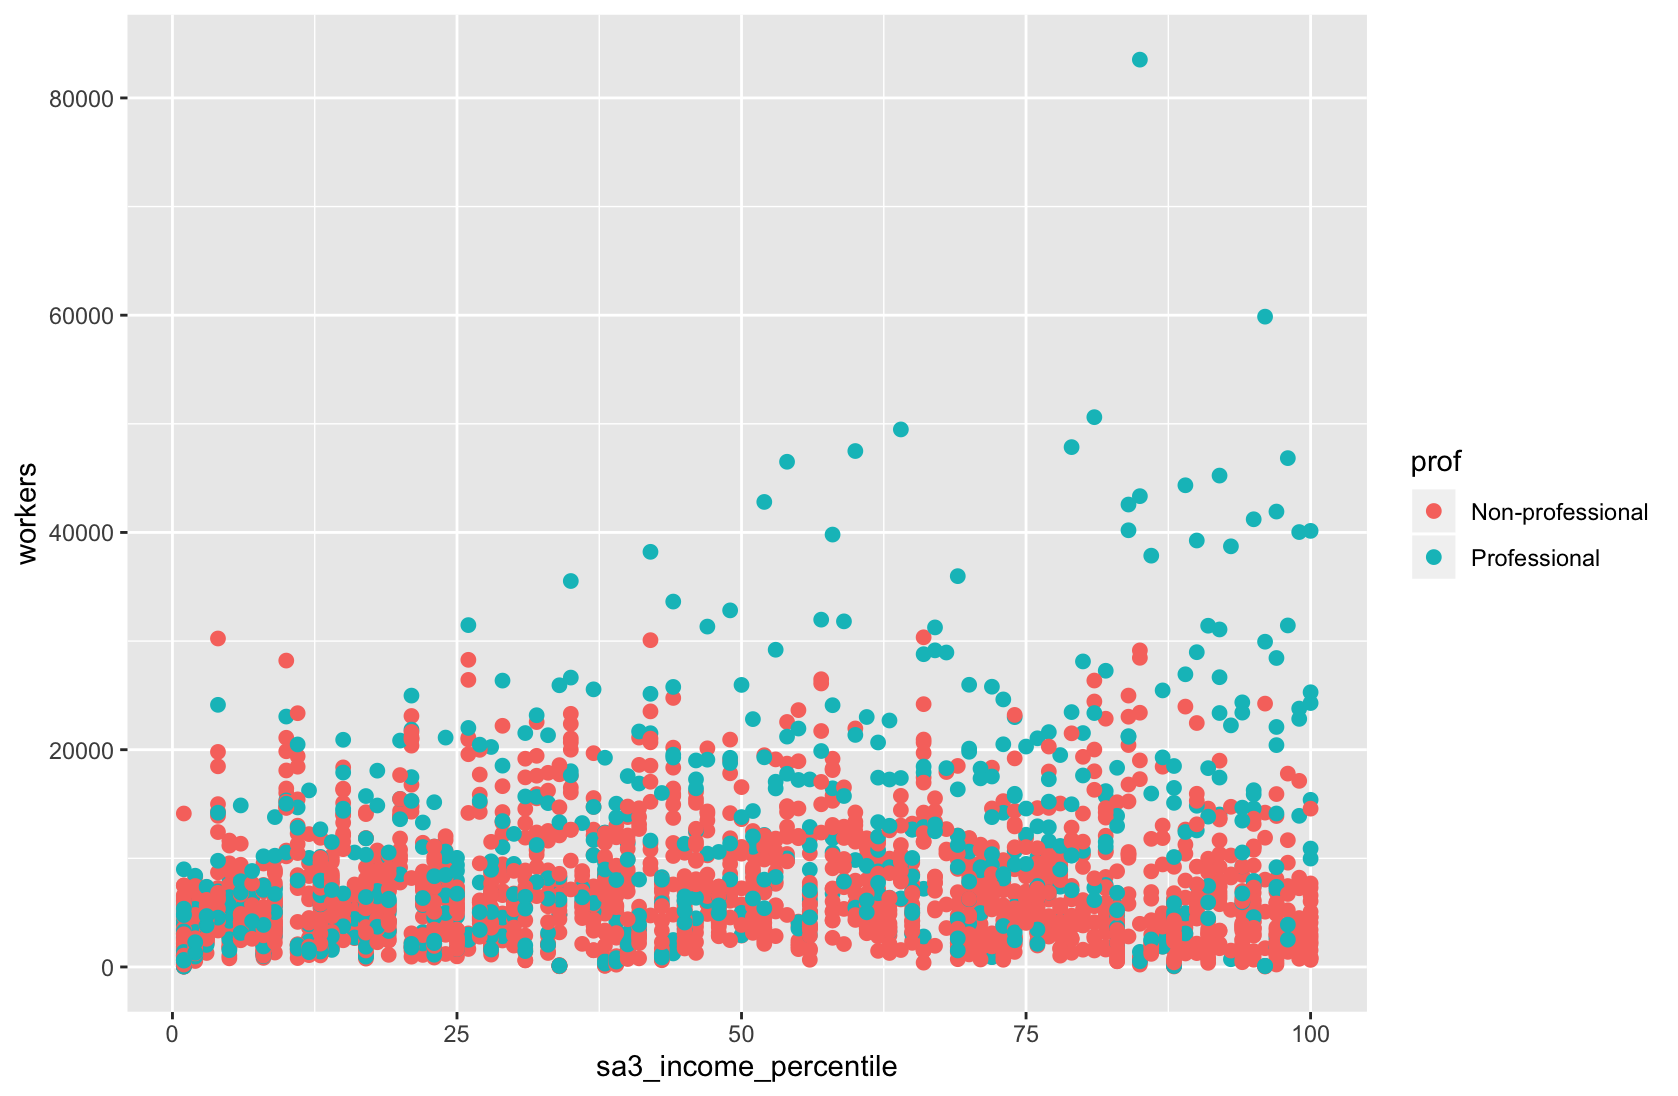 80000
60000
40000
20000
0
workers
0 25 50 75 100
sa3_income_percentile
prof
Non-professional
Professional